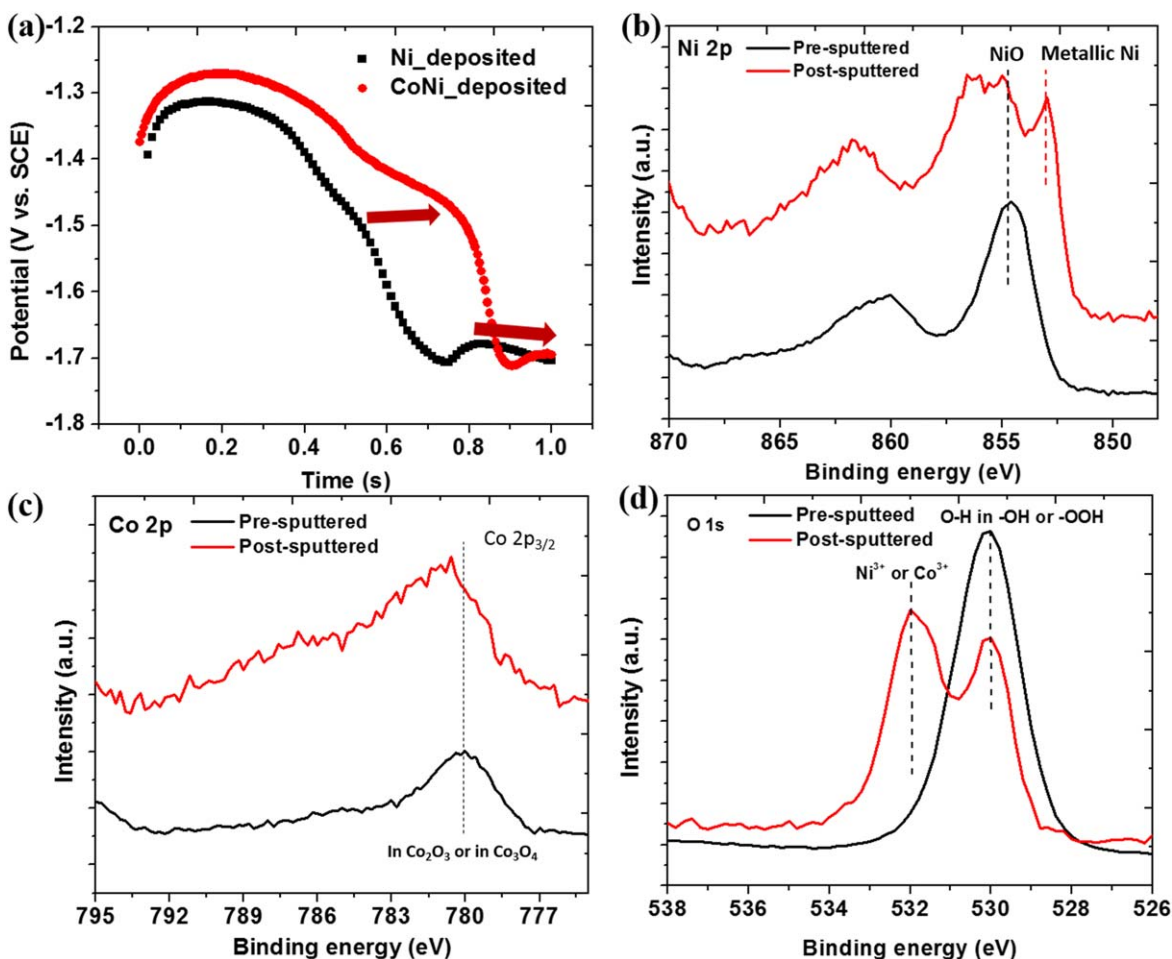 (a)
Ni_deposited
CoNi_deposited
Potential (V vs. SCE)
-1.2
-1.3
-1.4
-1.5
-1.6
-1.7
-1.8
0.0 0.2 0.4 0.6 0.8 1.0
Time (s)
(b)
Ni 2p
Pre-sputtered
Post-sputtered
NiO
Metallic Ni
Intensity (a.u.)
870 865 860 855 850
Binding energy (eV)
(c)
Co 2p
Pre-sputtered
Post-sputtered
Co 2p3/2
In Co2O3 or in Co3O4
Intensity (a.u.)
795 792 789 786 783 780 777
Binding energy (eV)
(d)
O 1s
Pre-sputteed
Post-sputtered
O-H in -OH or -OOH
Ni³⁺ or Co³⁺
Intensity (a.u.)
538 536 534 532 530 528 526
Binding energy (eV)